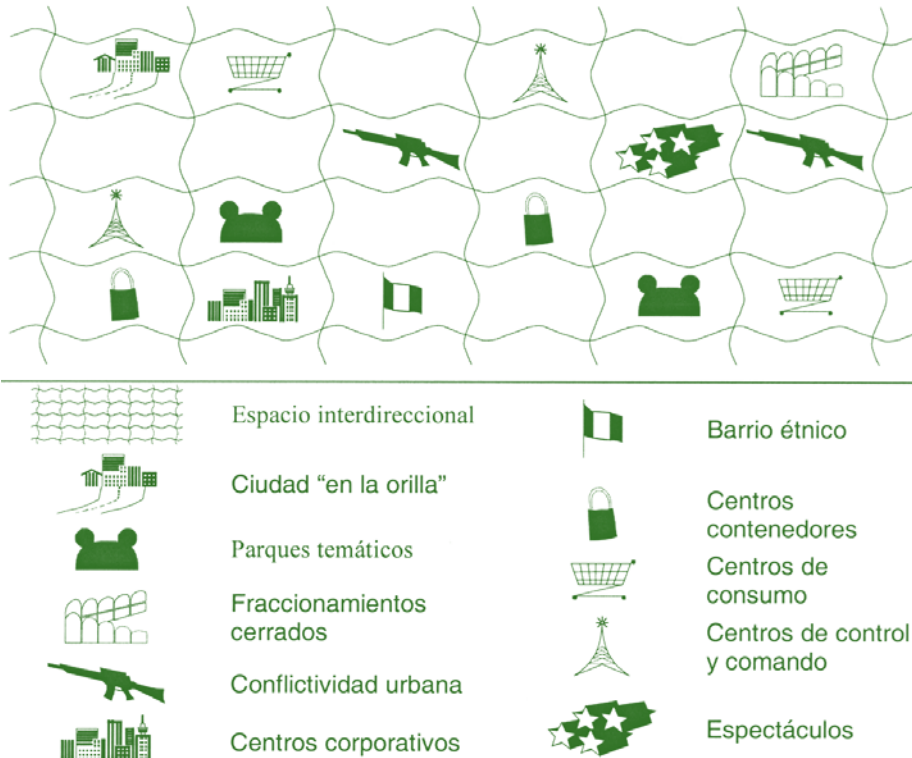 Espacio interdireccional
Ciudad “en la orilla”
Parques temáticos
Fraccionamientos
cerrados
Conflictividad urbana
Centros corporativos
Barrio étnico
Centros
contenedores
Centros de
consumo
Centros de control
y comando
Espectáculos